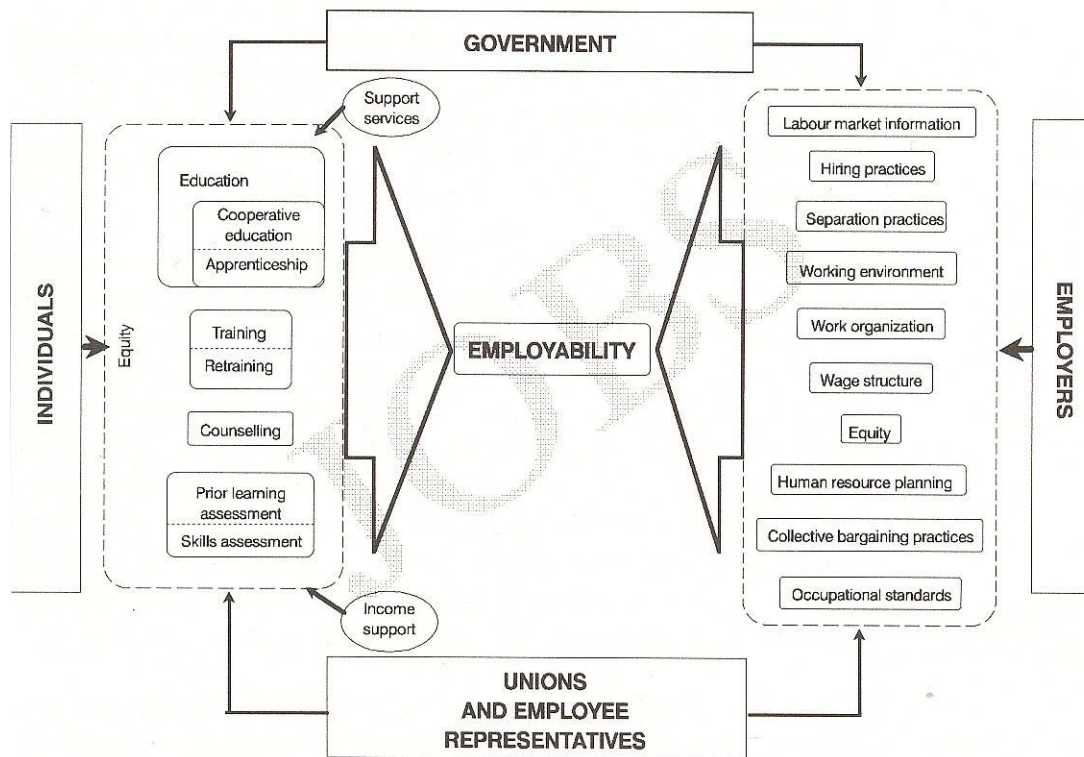 GOVERNMENT
Support
services
Education
Cooperative
education
Apprenticeship
Training
Retraining
Counselling
Prior learning
assessment
Skills assessment
Equity
INDIVIDUALS
Income
support
EMPLOYABILITY
JOBS
Labour market information
Hiring practices
Separation practices
Working environment
Work organization
Wage structure
Equity
Human resource planning
Collective bargaining practices
Occupational standards
EMPLOYERS
UNIONS
AND EMPLOYEE
REPRESENTATIVES